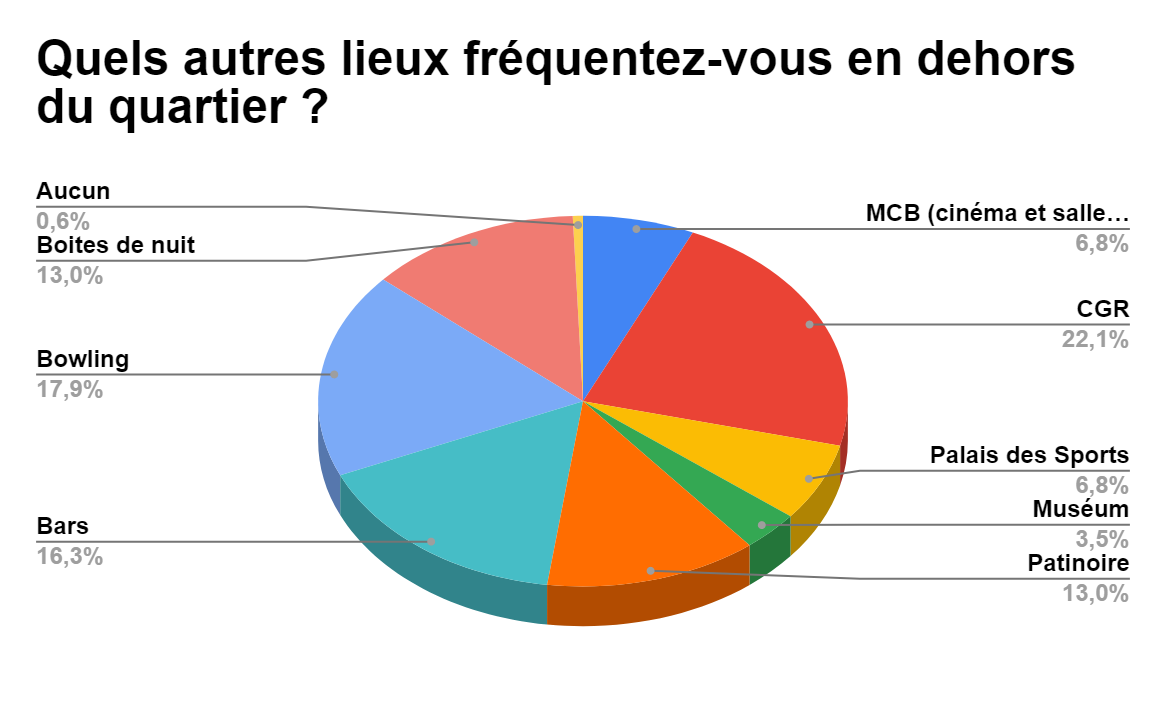 Quels autres lieux fréquentez-vous en dehors
du quartier ?
Aucun
0,6%
Boites de nuit
13,0%
Bowling
17,9%
Bars
16,3%
MCB (cinéma et salle…
6,8%
CGR
22,1%
Palais des Sports
6,8%
Muséum
3,5%
Patinoire
13,0%